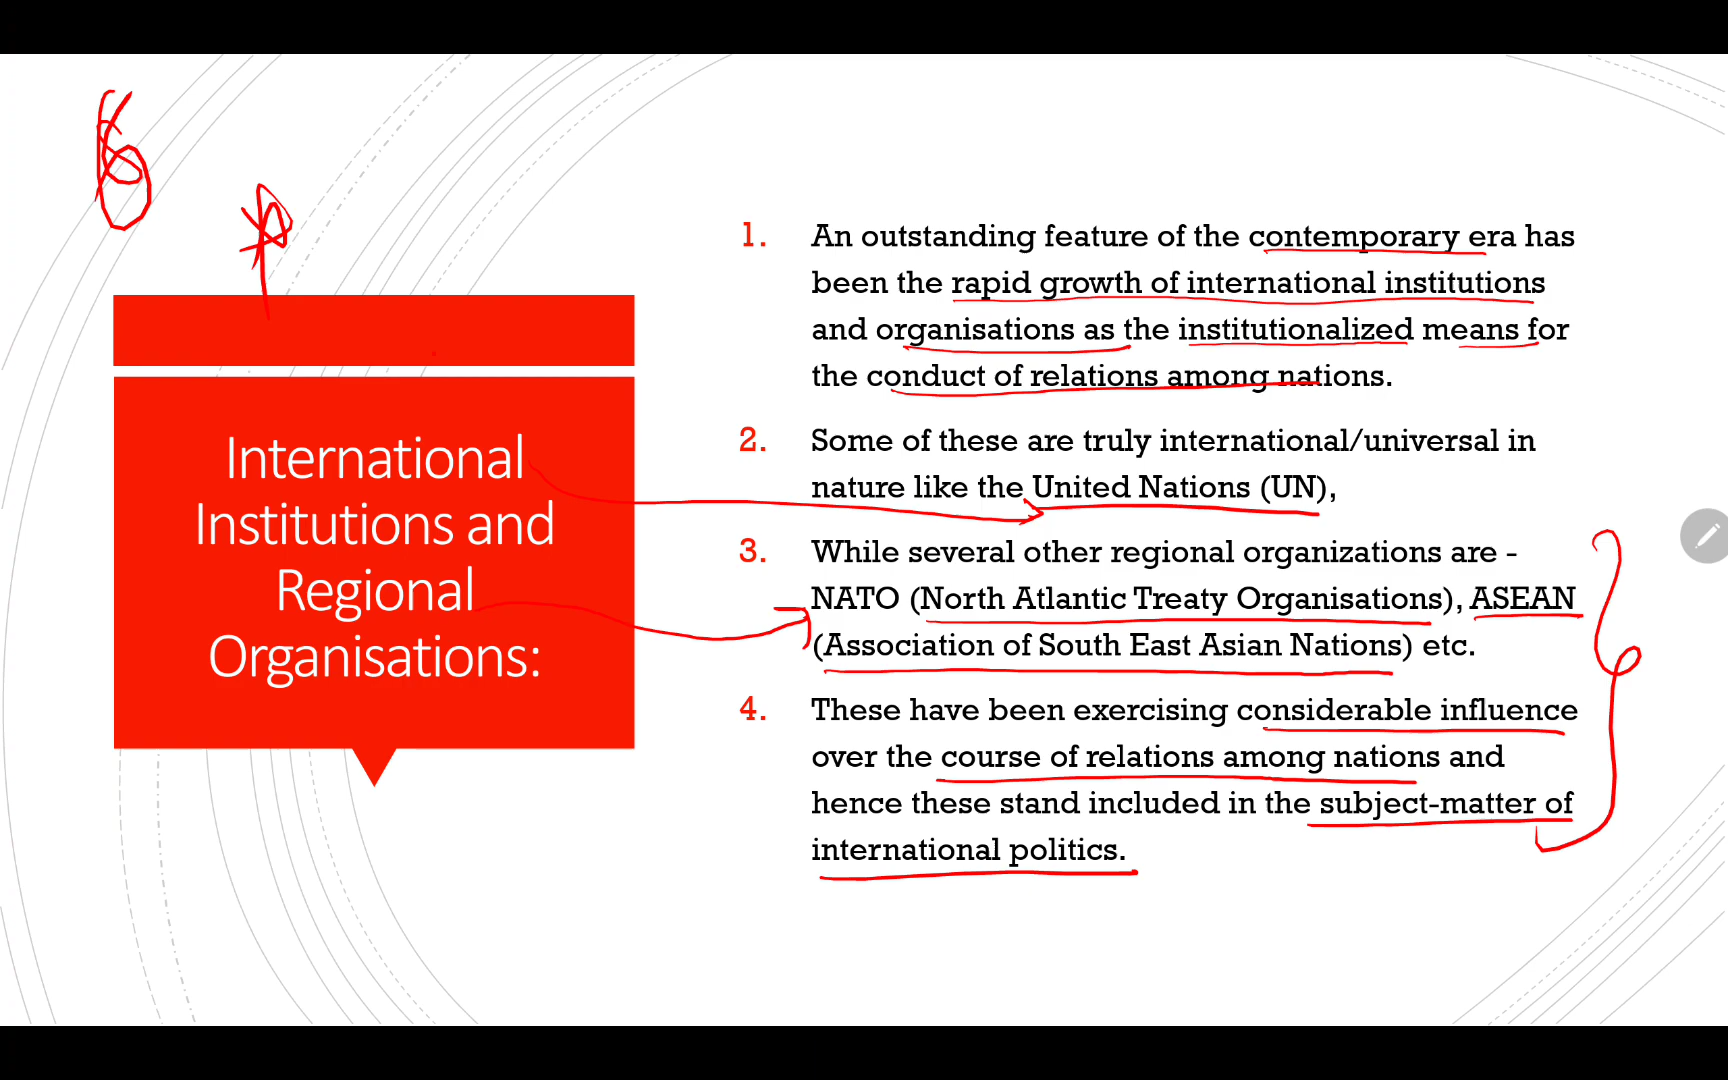 International
Institutions and
Regional
Organisations:
1. An outstanding feature of the contemporary era has
been the rapid growth of international institutions
and organisations as the institutionalized means for
the conduct of relations among nations.
2. Some of these are truly international/universal in
nature like the United Nations (UN),
3. While several other regional organizations are -
NATO (North Atlantic Treaty Organisations), ASEAN
(Association of South East Asian Nations) etc.
4. These have been exercising considerable influence
over the course of relations among nations and
hence these stand included in the subject-matter of
international politics.